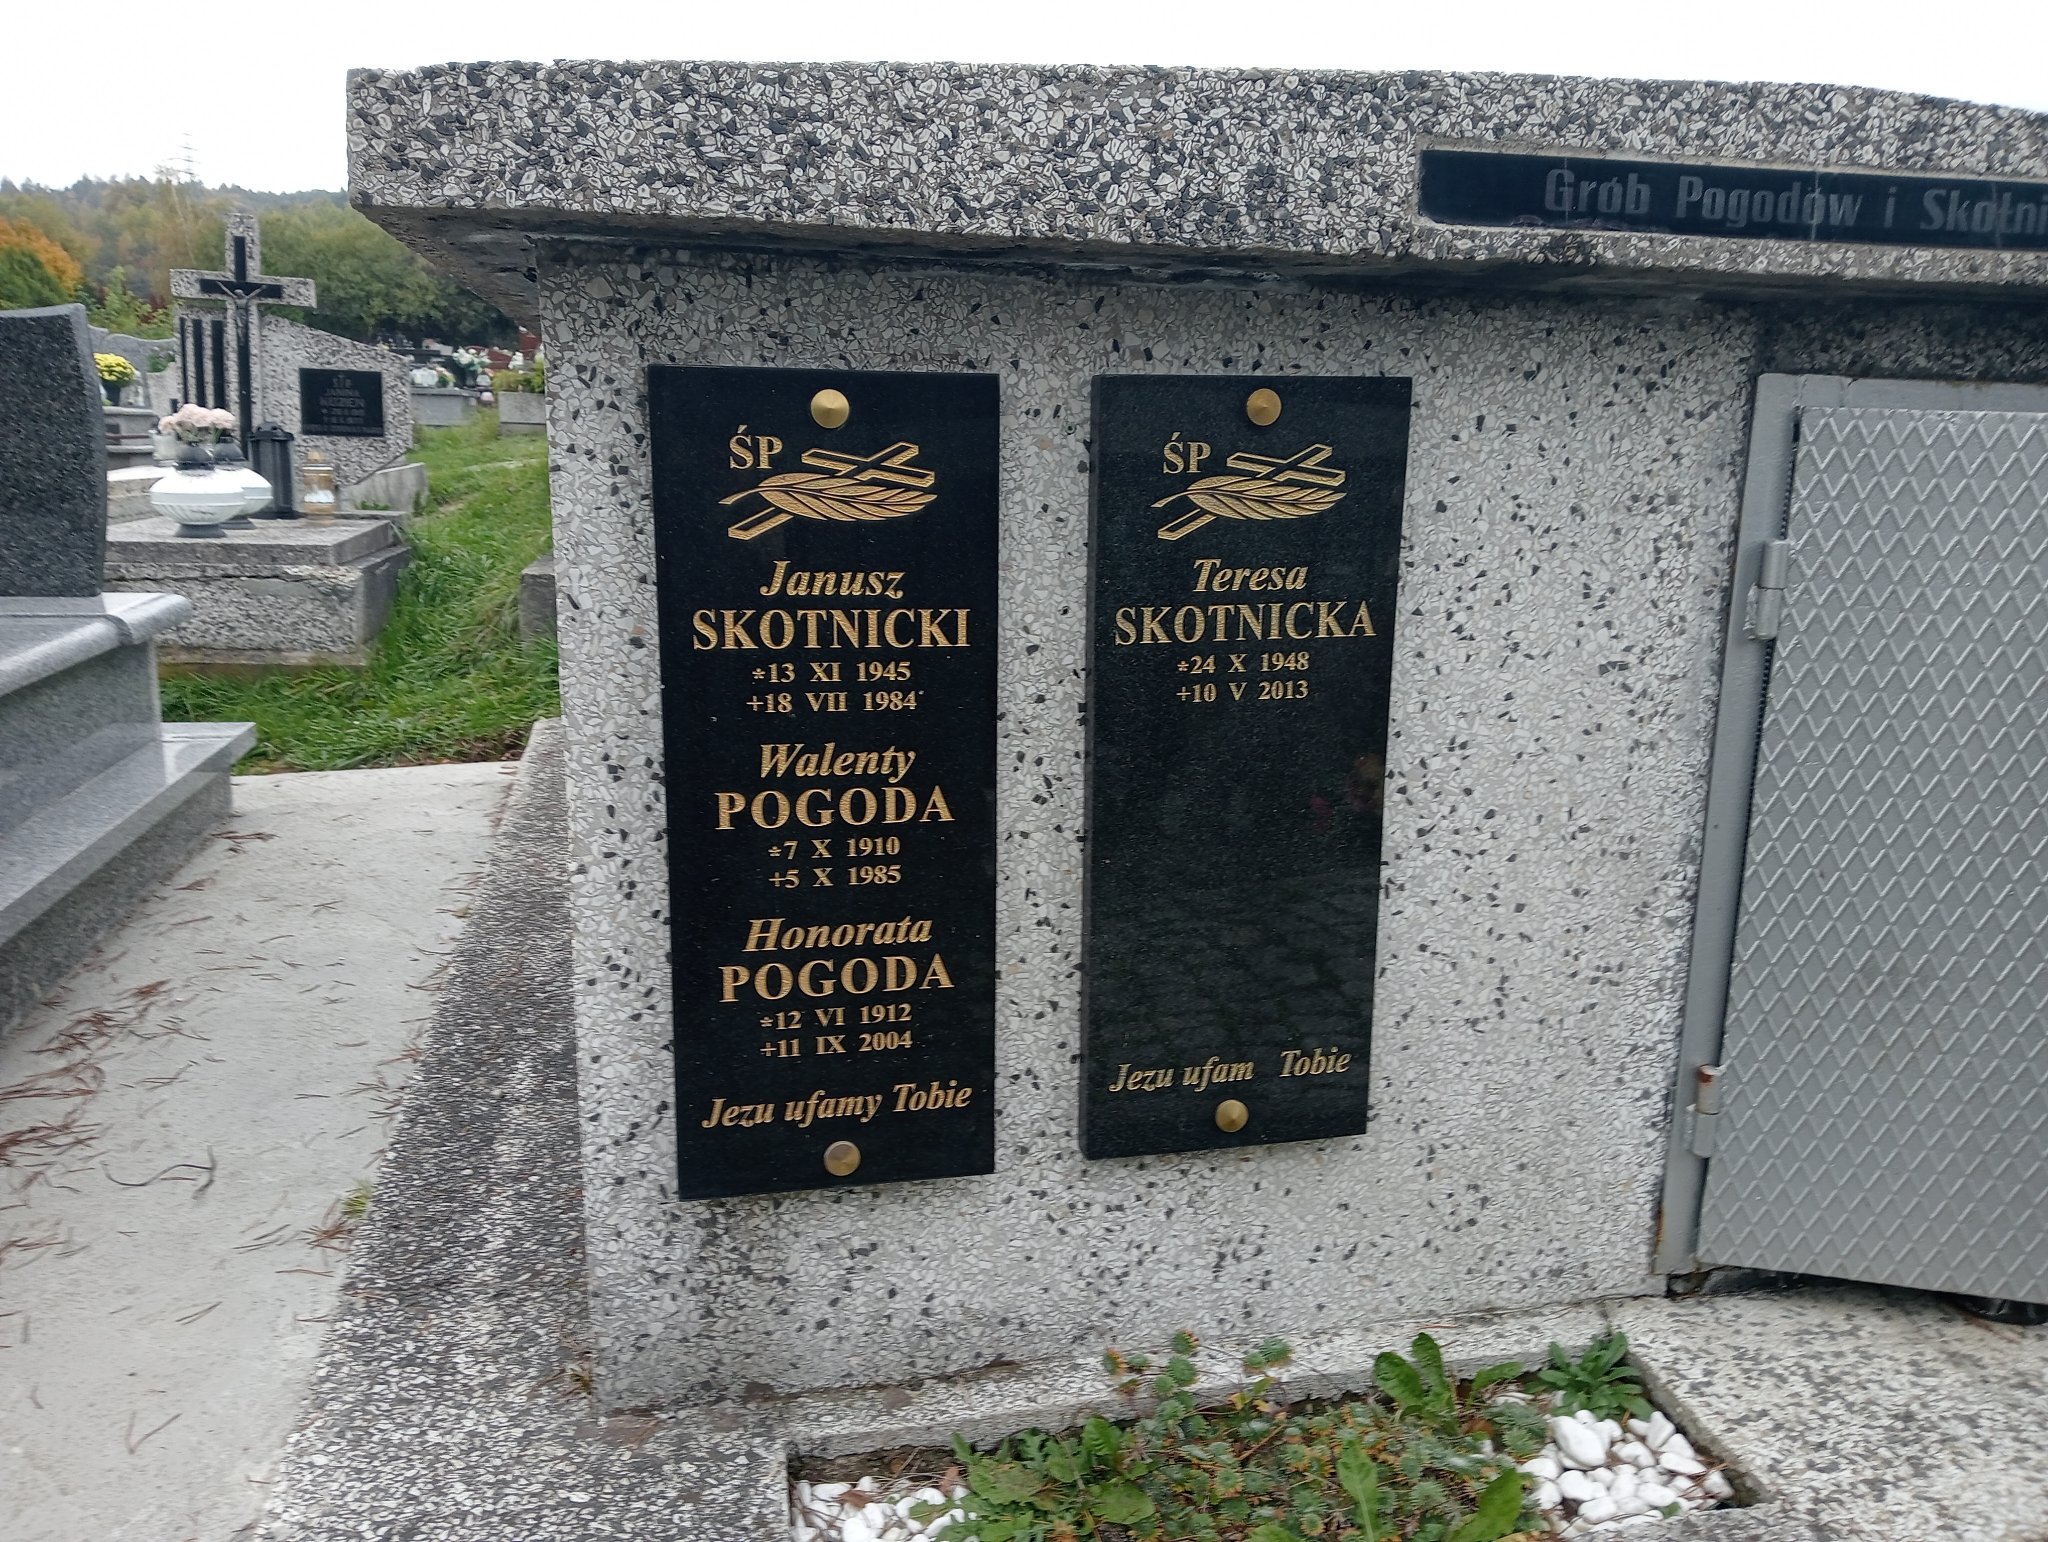 Grób Pogodów i
ŚP
Janusz
SKOTNICKI
*13 XI 1945
+18 VII 1984
Walenty
POGODA
*7 X 1910
+5 X 1985
Honorata
POGODA
*12 VI 1912
+11 IX 2004
Jezu ufamy Tobie
ŚP
Teresa
SKOTNICKA
*24 X 1948
+10 V 2013
Jezu ufam Tobie